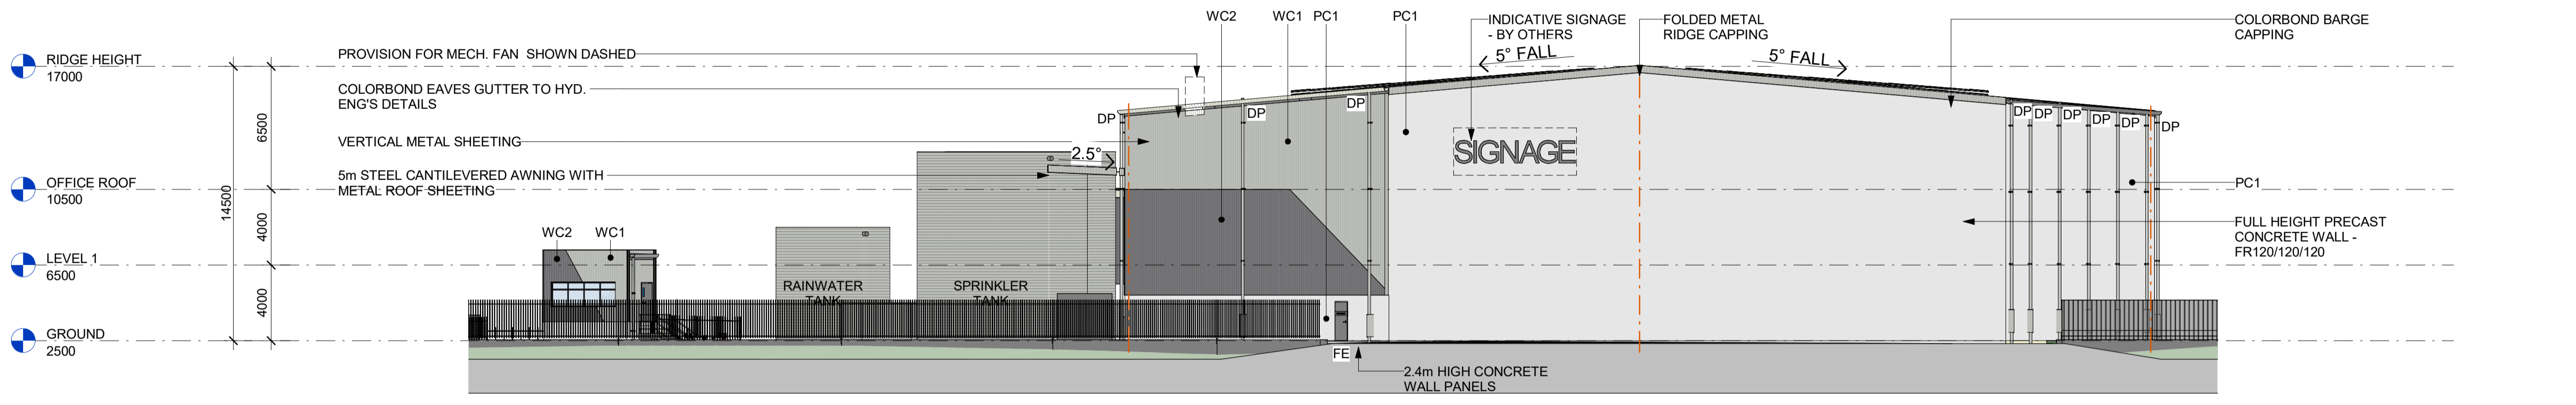 WC2
WC1
PC1
PC1
INDICATIVE SIGNAGE
- BY OTHERS
FOLDED METAL
RIDGE CAPPING
COLORBOND BARGE
CAPPING
RIDGE HEIGHT
17000
PROVISION FOR MECH. FAN SHOWN DASHED
5° FALL
5° FALL
COLORBOND EAVES GUTTER TO HYD.
ENG'S DETAILS
DP
DP
DP
DP
DP
DP
DP
DP
DP
6500
VERTICAL METAL SHEETING
SIGNAGE
2.5°
5m STEEL CANTILEVERED AWNING WITH
METAL ROOF SHEETING
OFFICE ROOF
10500
PC1
14500
4000
WC2
WC1
WC2
FULL HEIGHT PRECAST
CONCRETE WALL -
FR120/120/120
LEVEL 1
6500
RAINWATER
TANK
SPRINKLER
TANK
4000
PC1
GROUND
2500
FE
2.4m HIGH CONCRETE
WALL PANELS